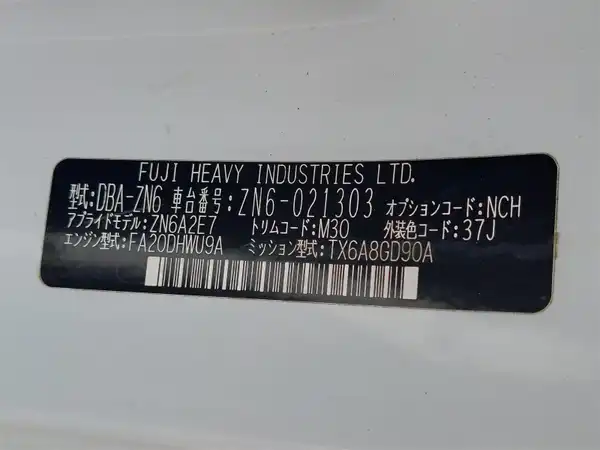 FUJI HEAVY INDUSTRIES LTD.
型式:DBA-ZN6 車台番号:ZN6-021303 オプションコード:NCH
アプライドモデル:ZN6A2E7 トリムコード:M30 外装色コード:37J
エンジン型式:FA20DHWU9A ミッション型式:TX6A8GD90A